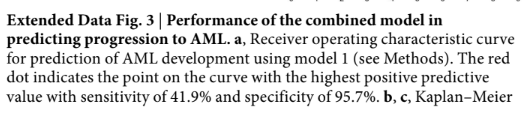 Extended Data Fig. 3 | Performance of the combined model in
predicting progression to AML. a, Receiver operating characteristic curve
for prediction of AML development using model 1 (see Methods). The red
dot indicates the point on the curve with the highest positive predictive
value with sensitivity of 41.9% and specificity of 95.7%. b, c, Kaplan–Meier